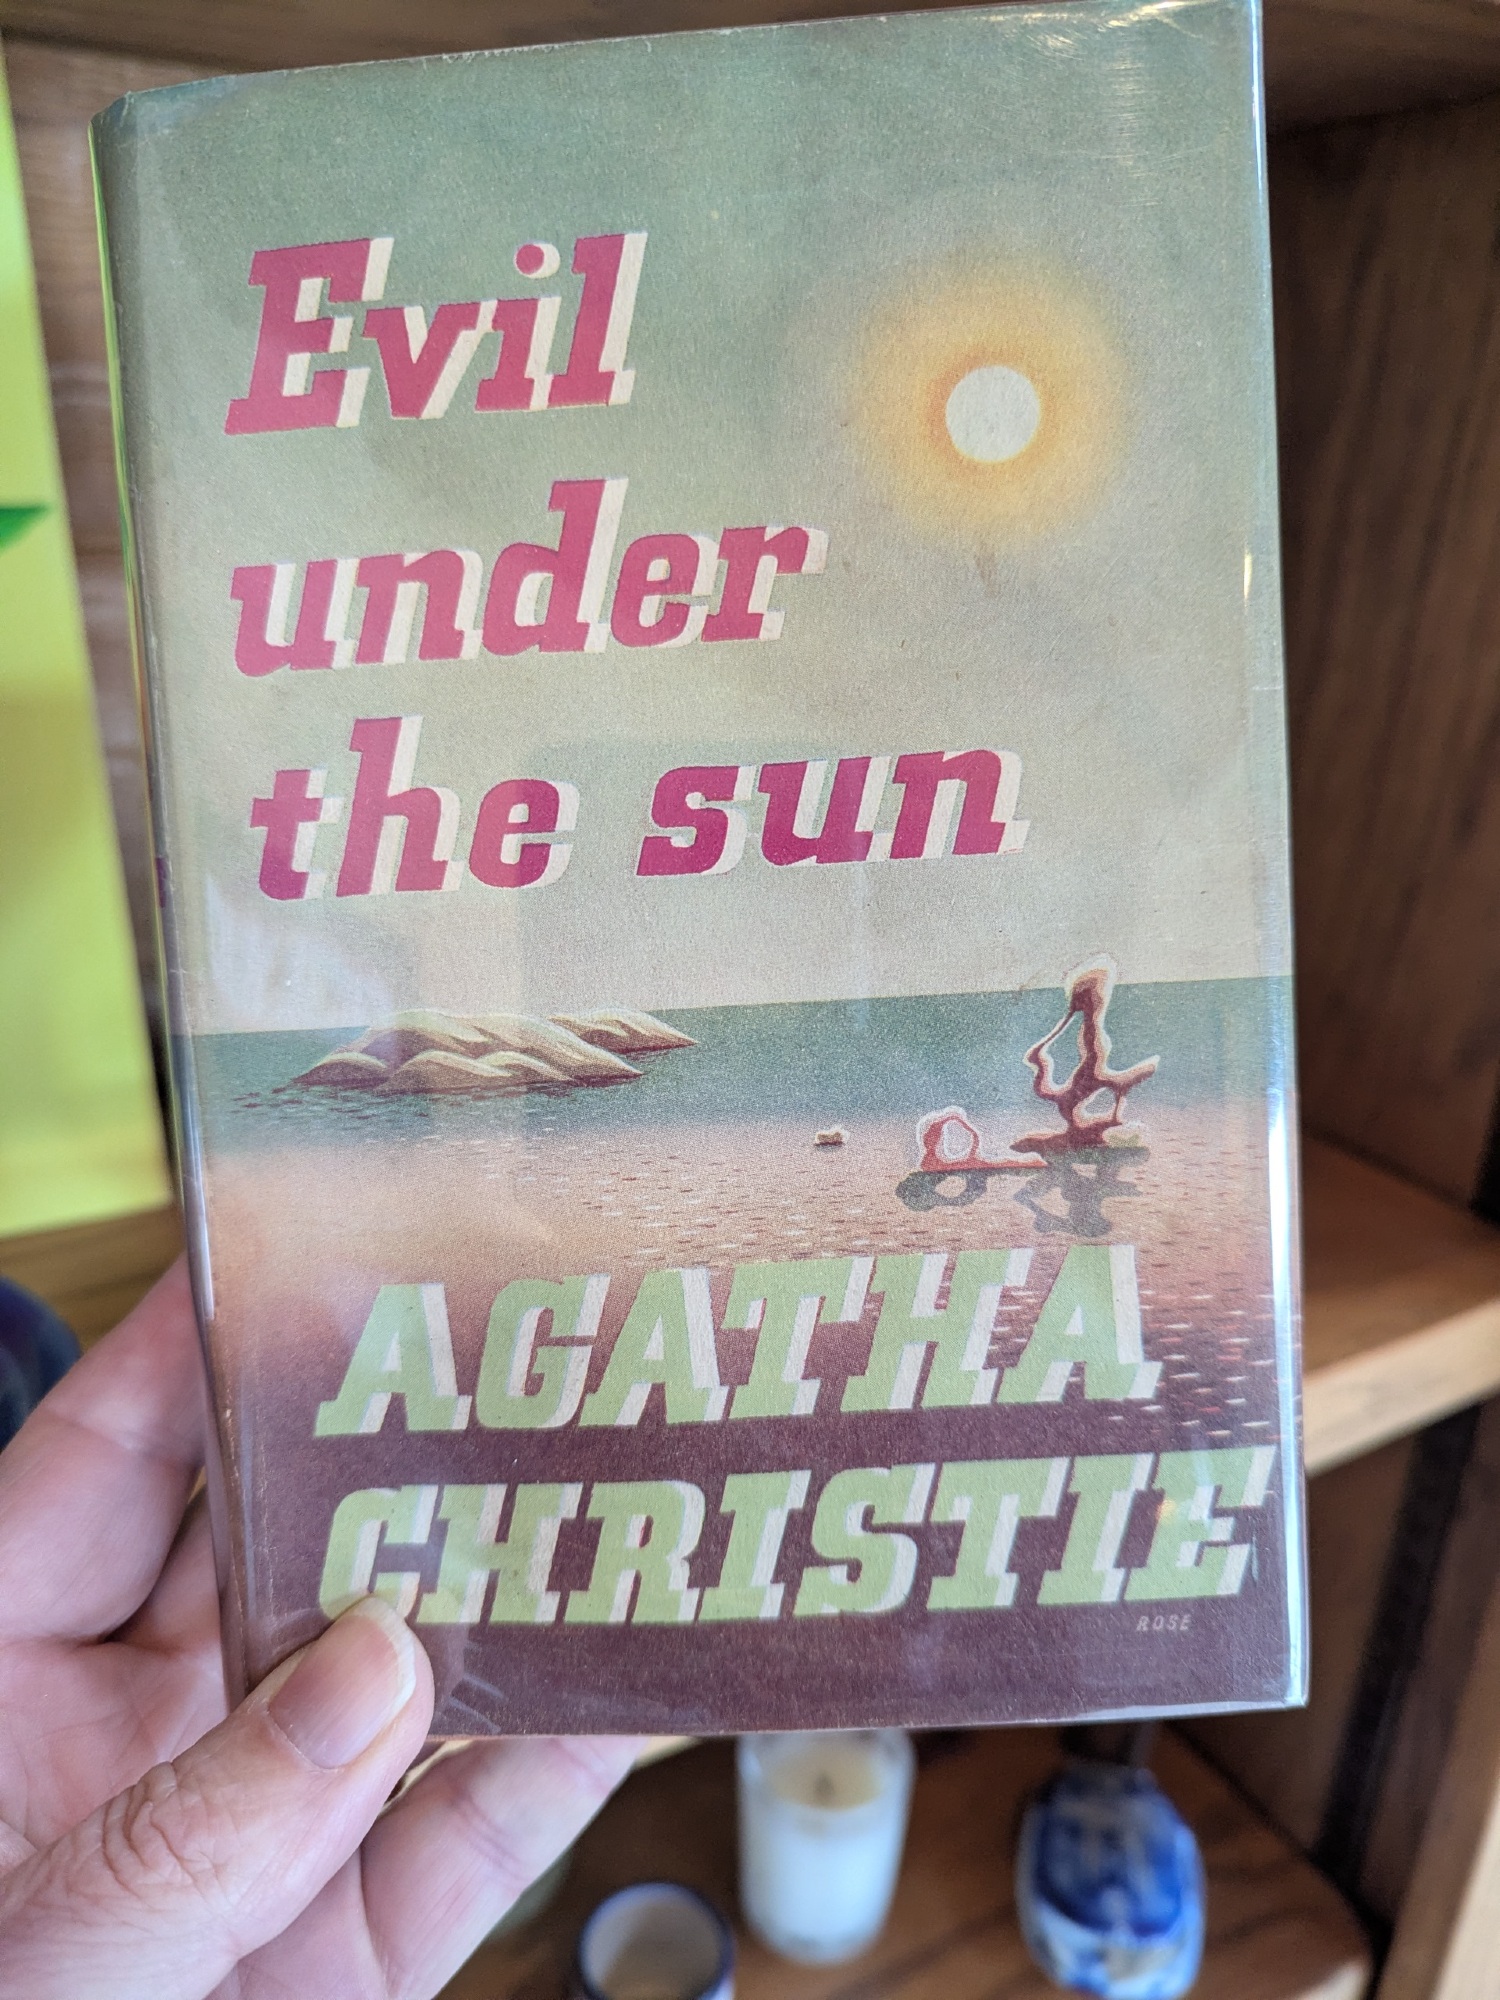 Evil
under
the sun
AGATHA
CHRISTIE
ROSE